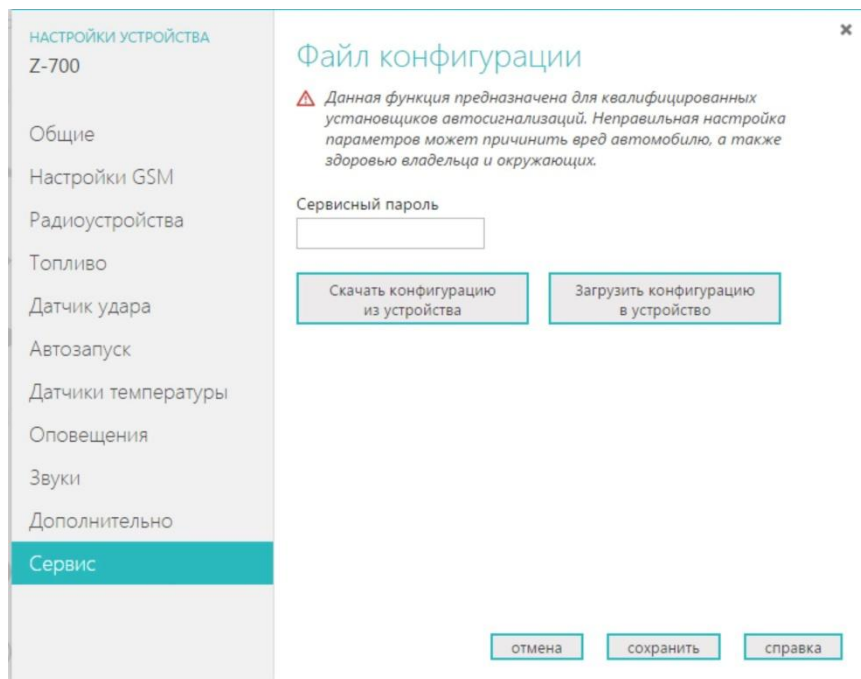 НАСТРОЙКИ УСТРОЙСТВА
Z-700
Общие
Настройки GSM
Радиоустройства
Топливо
Датчик удара
Автозапуск
Датчики температуры
Оповещения
Звуки
Дополнительно
Сервис
Файл конфигурации
Данная функция предназначена для квалифицированных
установщиков автосигнализаций. Неправильная настройка
параметров может причинить вред автомобилю, а также
здоровью владельца и окружающих.
Сервисный пароль
Скачать конфигурацию
из устройства
Загрузить конфигурацию
в устройство
отмена
сохранить
справка